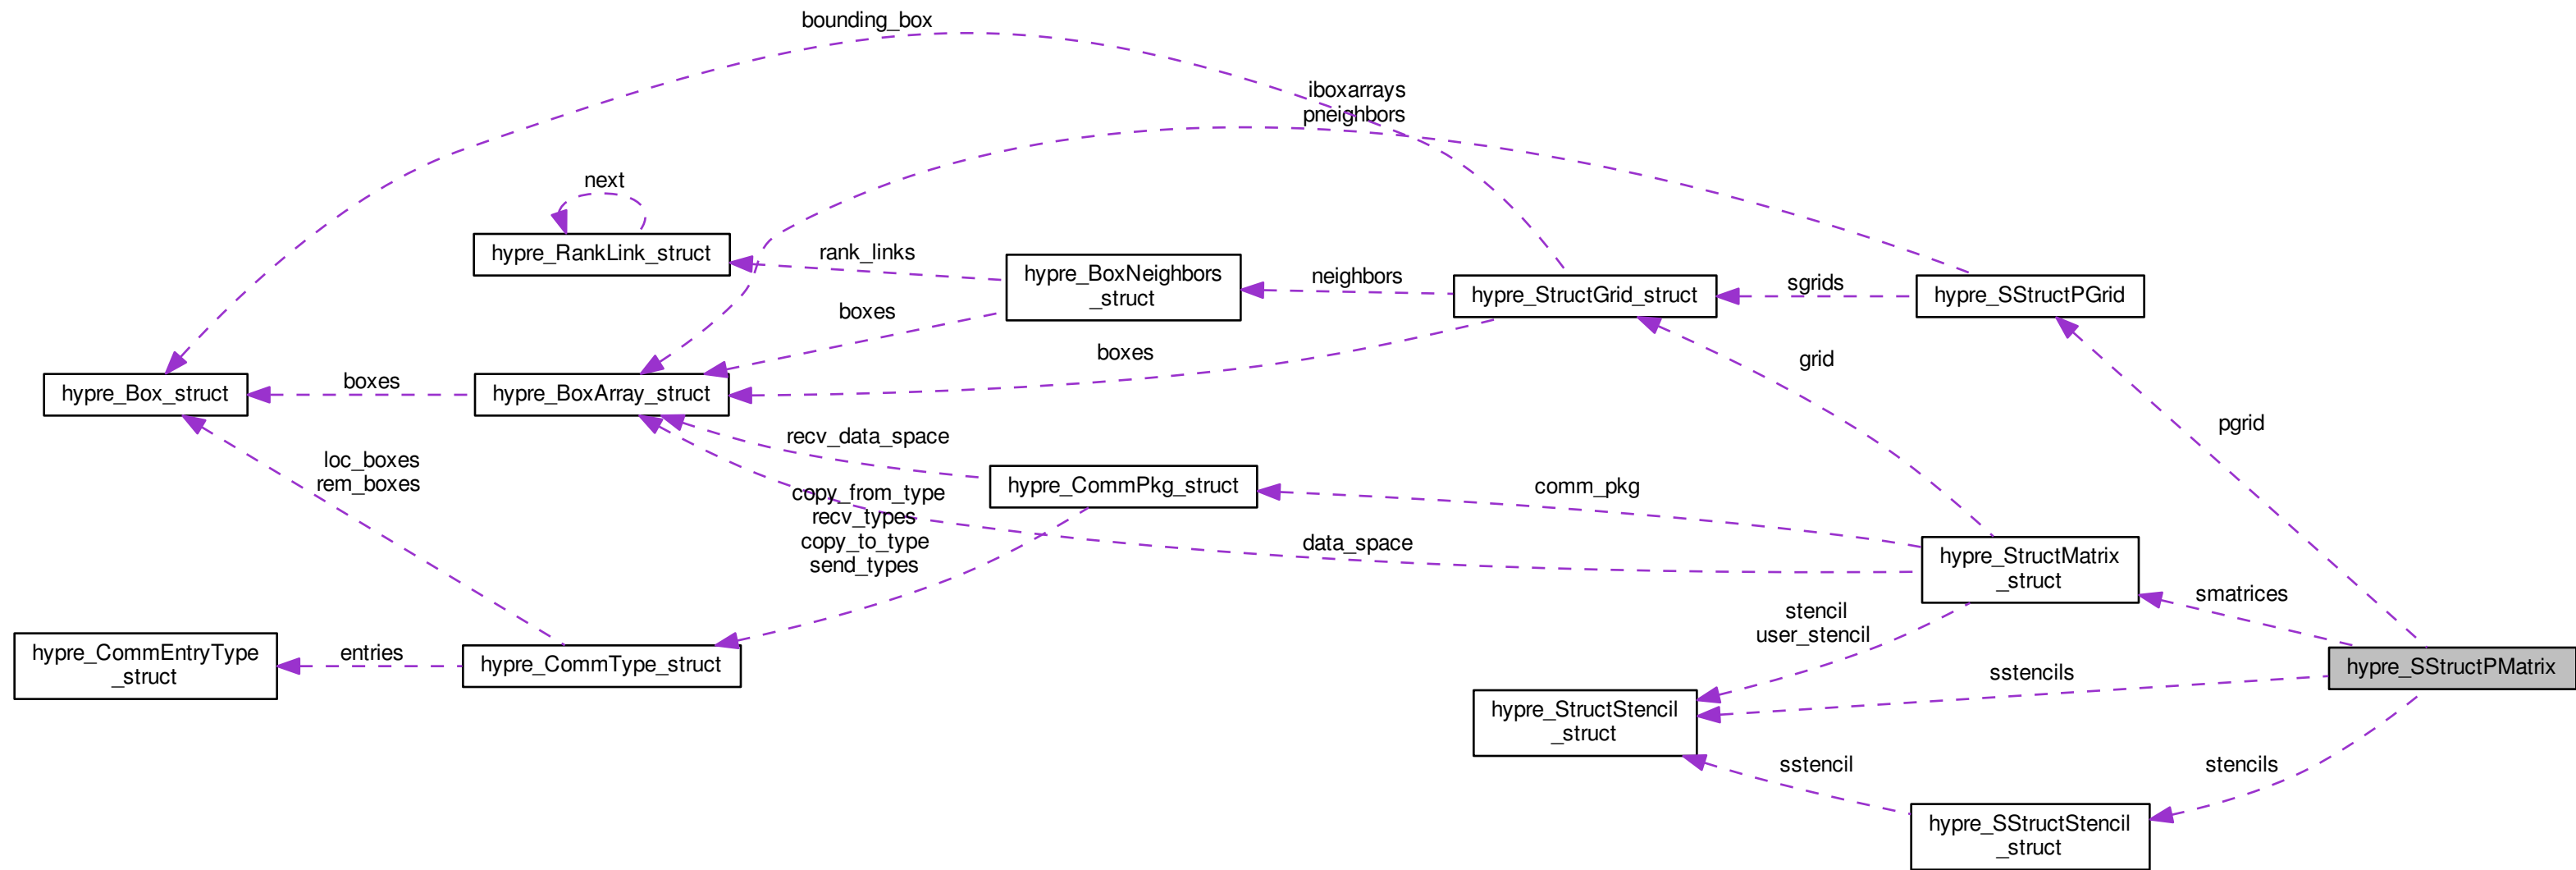 bounding_box
iboxarrays
pneighbors
next
hypre_RankLink_struct
rank_links
hypre_BoxNeighbors
_struct
neighbors
hypre_StructGrid_struct
sgrids
hypre_SStructPGrid
boxes
boxes
grid
hypre_Box_struct
boxes
hypre_BoxArray_struct
pgrid
recv_data_space
loc_boxes
rem_boxes
hypre_CommPkg_struct
comm_pkg
copy_from_type
recv_types
copy_to_type
send_types
data_space
hypre_StructMatrix
_struct
smatrices
stencil
user_stencil
hypre_CommEntryType
_struct
entries
hypre_CommType_struct
hypre_SStructPMatrix
sstencils
hypre_StructStencil
_struct
sstencil
stencils
hypre_SStructStencil
_struct